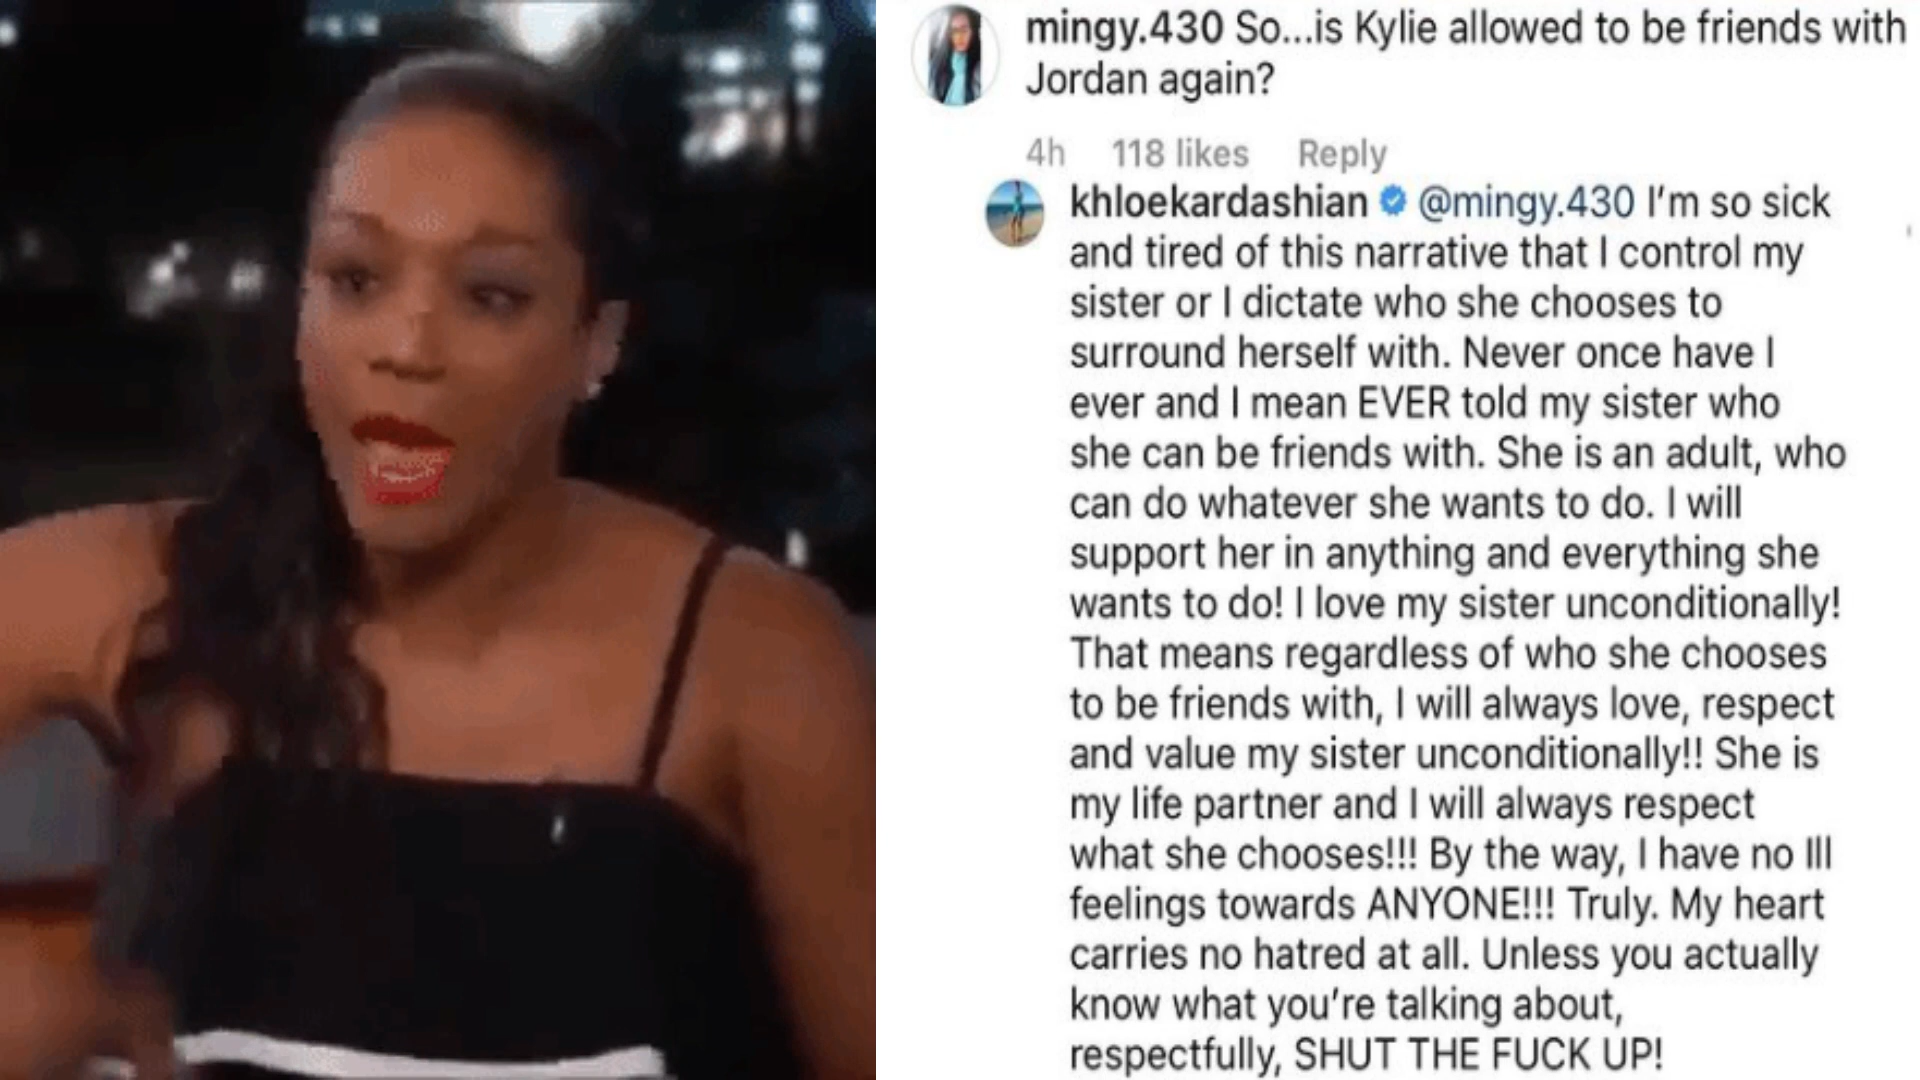 mingy.430 So...is Kylie allowed to be friends with
Jordan again?
4h 118 likes Reply
khloekardashian @mingy.430 I'm so sick
and tired of this narrative that I control my
sister or I dictate who she chooses to
surround herself with. Never once have I
ever and I mean EVER told my sister who
she can be friends with. She is an adult, who
can do whatever she wants to do. I will
support her in anything and everything she
wants to do! I love my sister unconditionally!
That means regardless of who she chooses
to be friends with, I will always love, respect
and value my sister unconditionally!! She is
my life partner and I will always respect
what she chooses!!! By the way, I have no Ill
feelings towards ANYONE!!! Truly. My heart
carries no hatred at all. Unless you actually
know what you're talking about,
respectfully, SHUT THE FUCK UP!